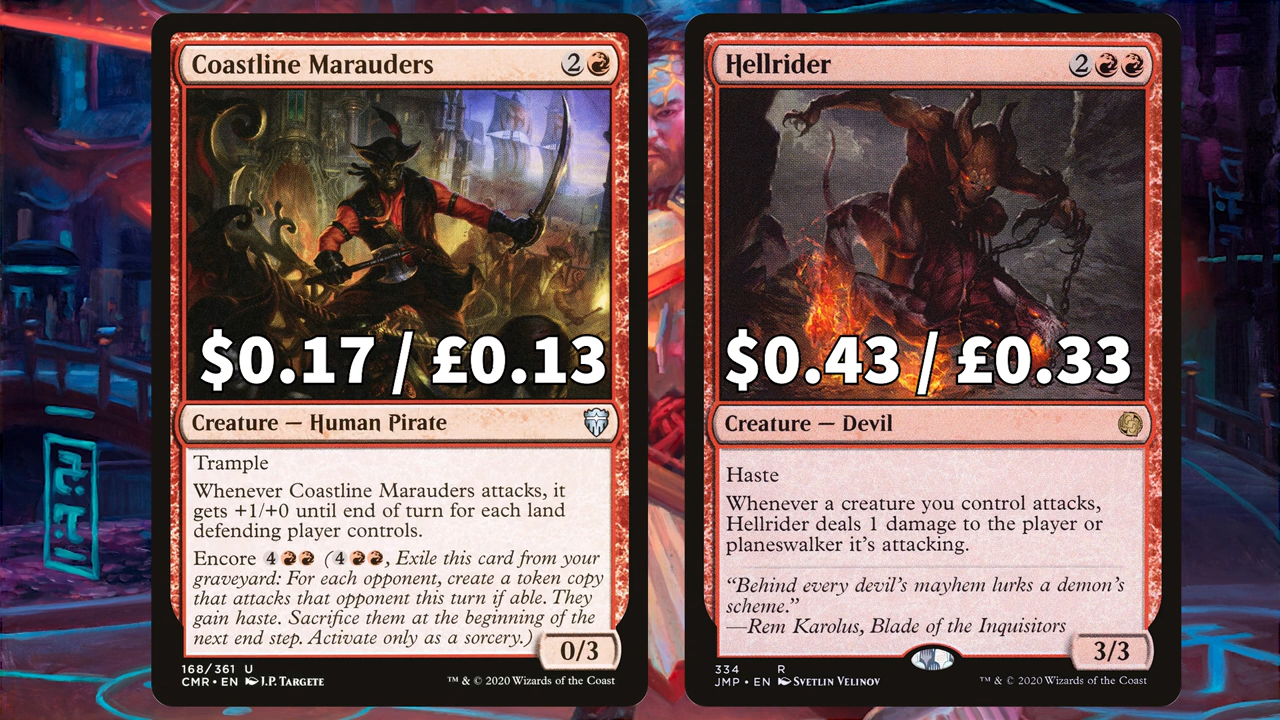 Coastline Marauders 2
$0.17 / £0.13
Creature — Human Pirate
Trample
Whenever Coastline Marauders attacks, it
gets +1/+0 until end of turn for each land
defending player controls.
Encore 4 (4, Exile this card from your
graveyard: For each opponent, create a token copy
that attacks that opponent this turn if able. They
gain haste. Sacrifice them at the beginning of the
next end step. Activate only as a sorcery.)
0/3
168/361 U
CMR • EN J.P. TARGETE
™ & © 2020 Wizards of the Coast
Hellrider 2
$0.43 / £0.33
Creature — Devil
Haste
Whenever a creature you control attacks,
Hellrider deals 1 damage to the player or
planeswalker it's attacking.
"Behind every devil's mayhem lurks a demon's
scheme."
—Rem Karolus, Blade of the Inquisitors
3/3
334 R
JMP • EN SVETLIN VELINOV
™ & © 2020 Wizards of the Coast